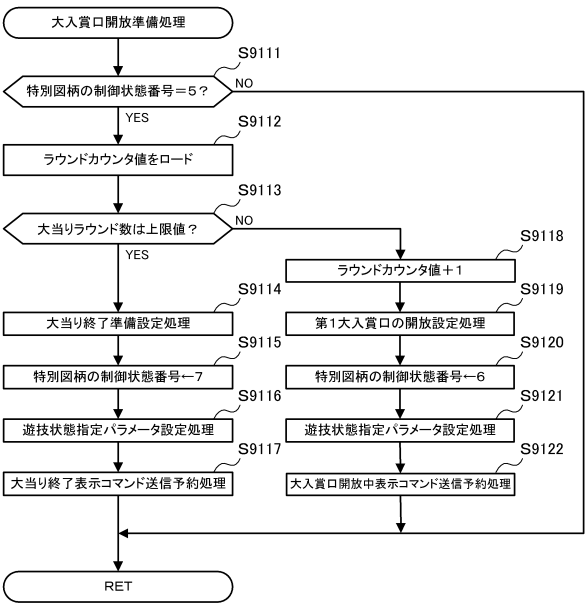 大入賞口開放準備処理
S9111
特別図柄の制御状態番号＝５？
NO
YES
S9112
ラウンドカウンタ値をロード
S9113
大当りラウンド数は上限値？
NO
YES
S9118
ラウンドカウンタ値＋１
S9114
大当り終了準備設定処理
S9119
第１大入賞口の開放設定処理
S9115
特別図柄の制御状態番号←７
S9120
特別図柄の制御状態番号←６
S9116
遊技状態指定パラメータ設定処理
S9121
遊技状態指定パラメータ設定処理
S9117
大当り終了表示コマンド送信予約処理
S9122
大入賞口開放中表示コマンド送信予約処理
RET